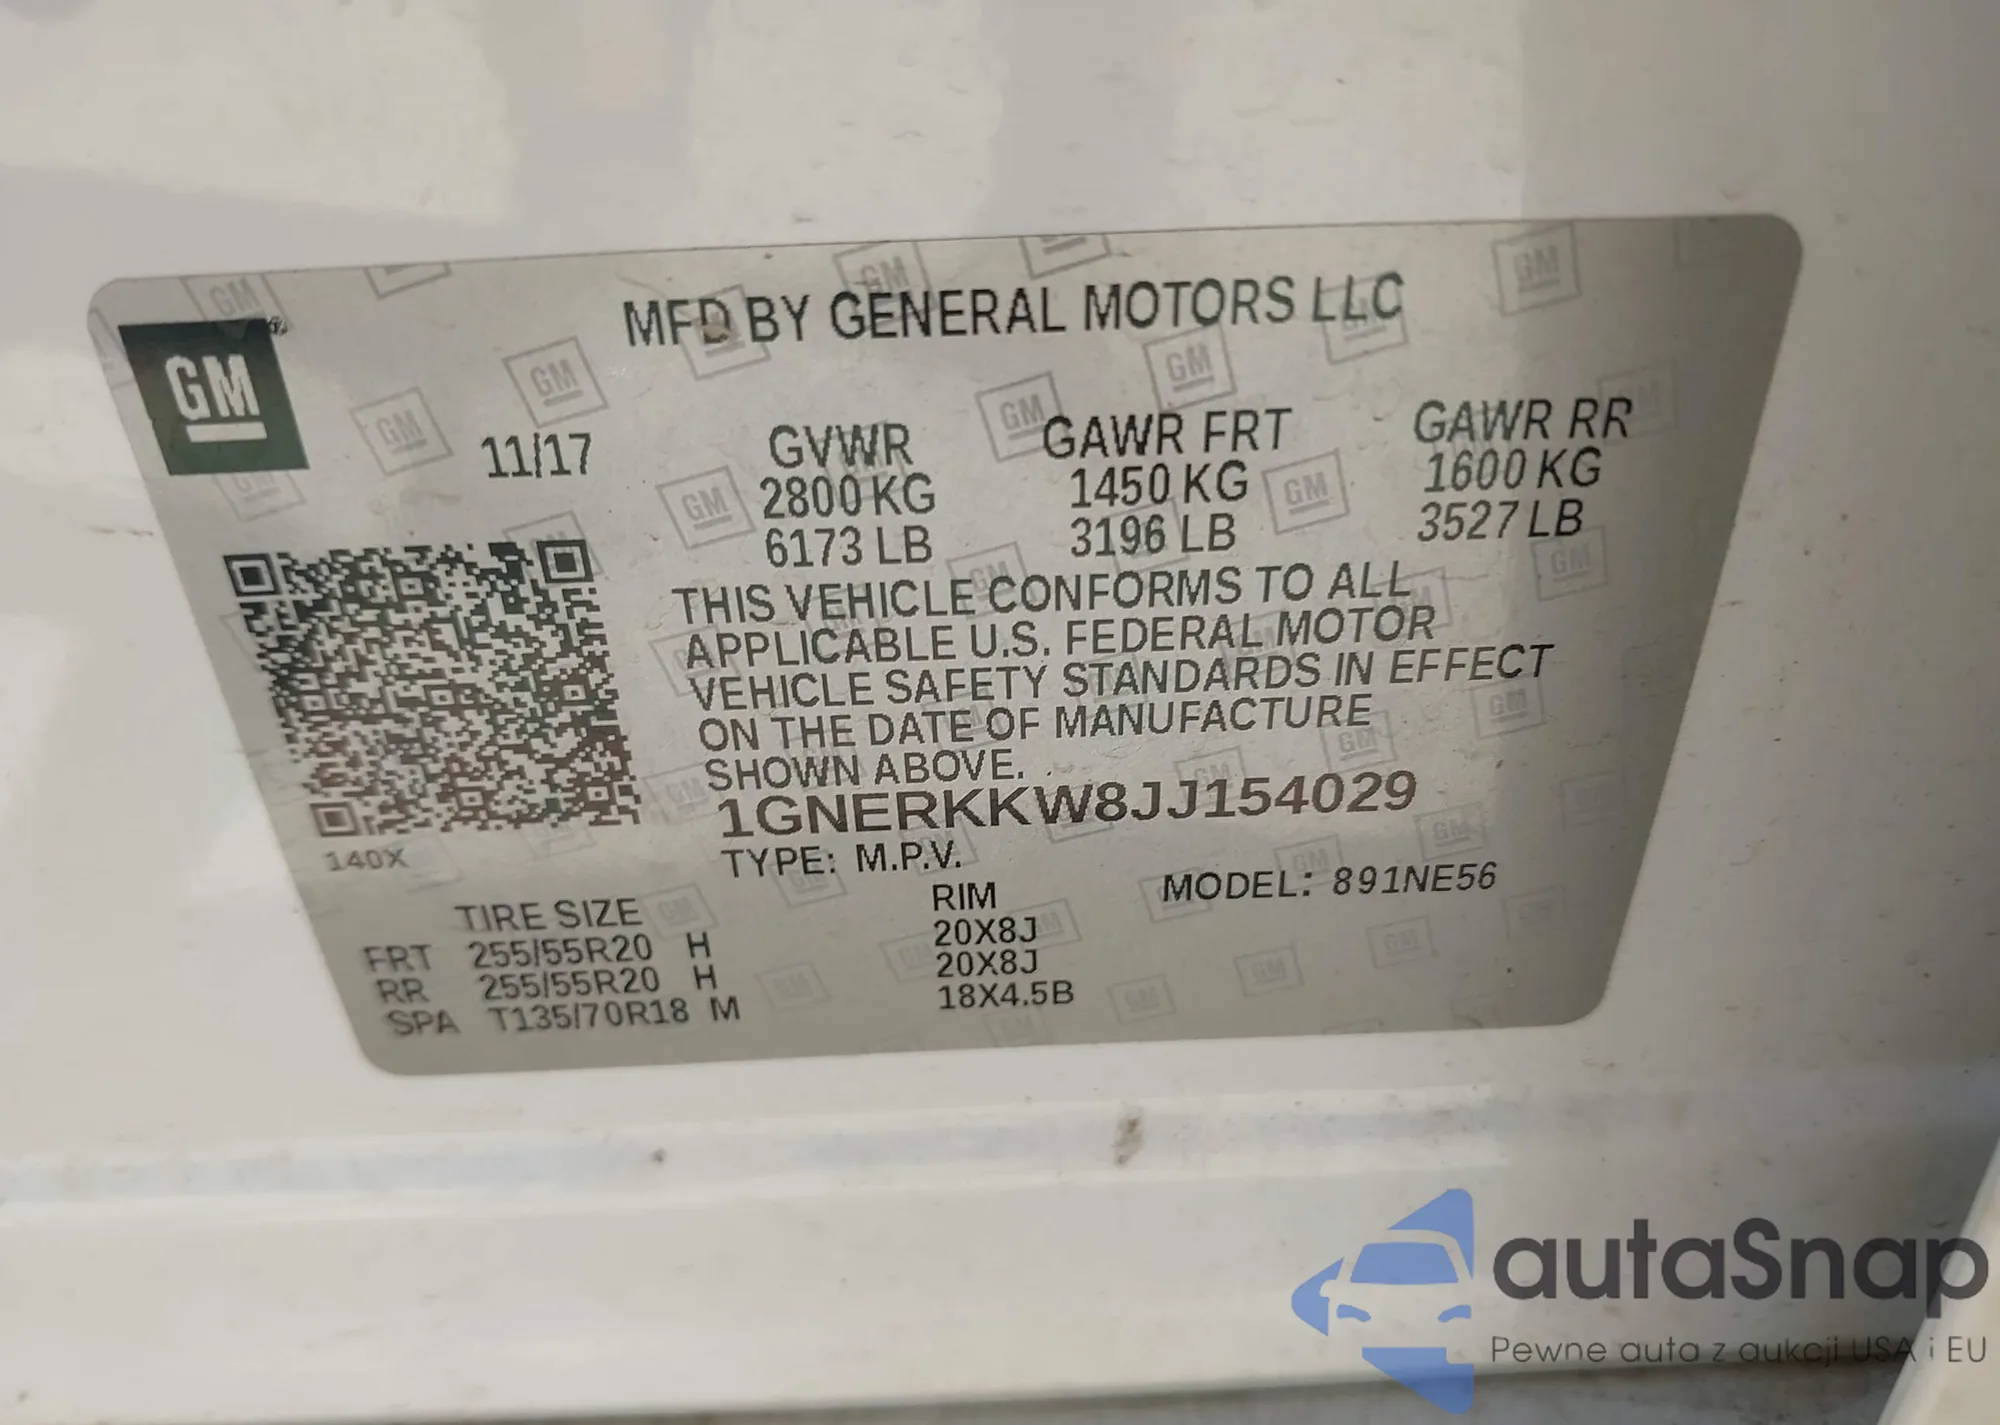 MFD BY GENERAL MOTORS LLC
GM
11/17
GVWR GAWR FRT GAWR RR
2800 KG 1450 KG 1600 KG
6173 LB 3196 LB 3527 LB
THIS VEHICLE CONFORMS TO ALL
APPLICABLE U.S. FEDERAL MOTOR
VEHICLE SAFETY STANDARDS IN EFFECT
ON THE DATE OF MANUFACTURE
SHOWN ABOVE.
1GNERKKW8JJ154029
140X
TYPE: M.P.V.
MODEL: 891NE56
TIRE SIZE RIM
FRT 255/55R20 H 20X8J
RR 255/55R20 H 20X8J
SPA T135/70R18 M 18X4.5B
autaSnap
Pewne auta z aukcji USA i EU